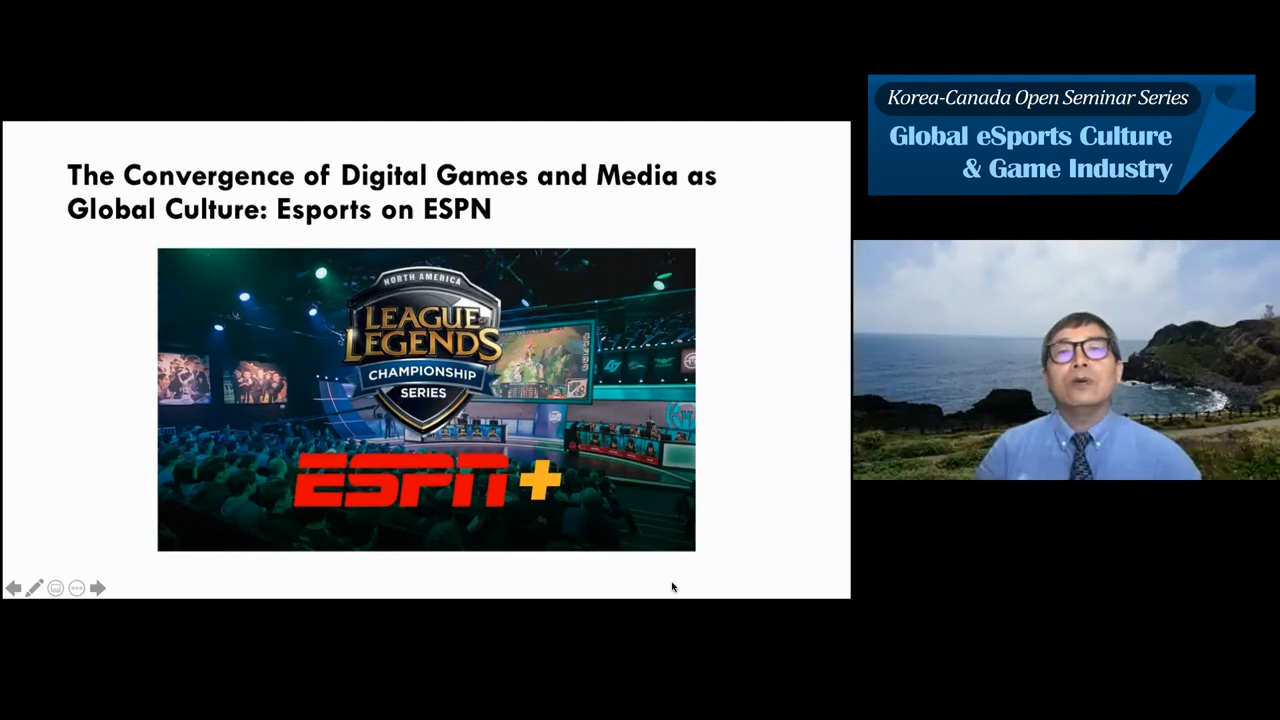 Korea-Canada Open Seminar Series
Global eSports Culture
& Game Industry
The Convergence of Digital Games and Media as
Global Culture: Esports on ESPN
NORTH AMERICA
LEAGUE OF
LEGENDS
CHAMPIONSHIP
SERIES
ESPN+